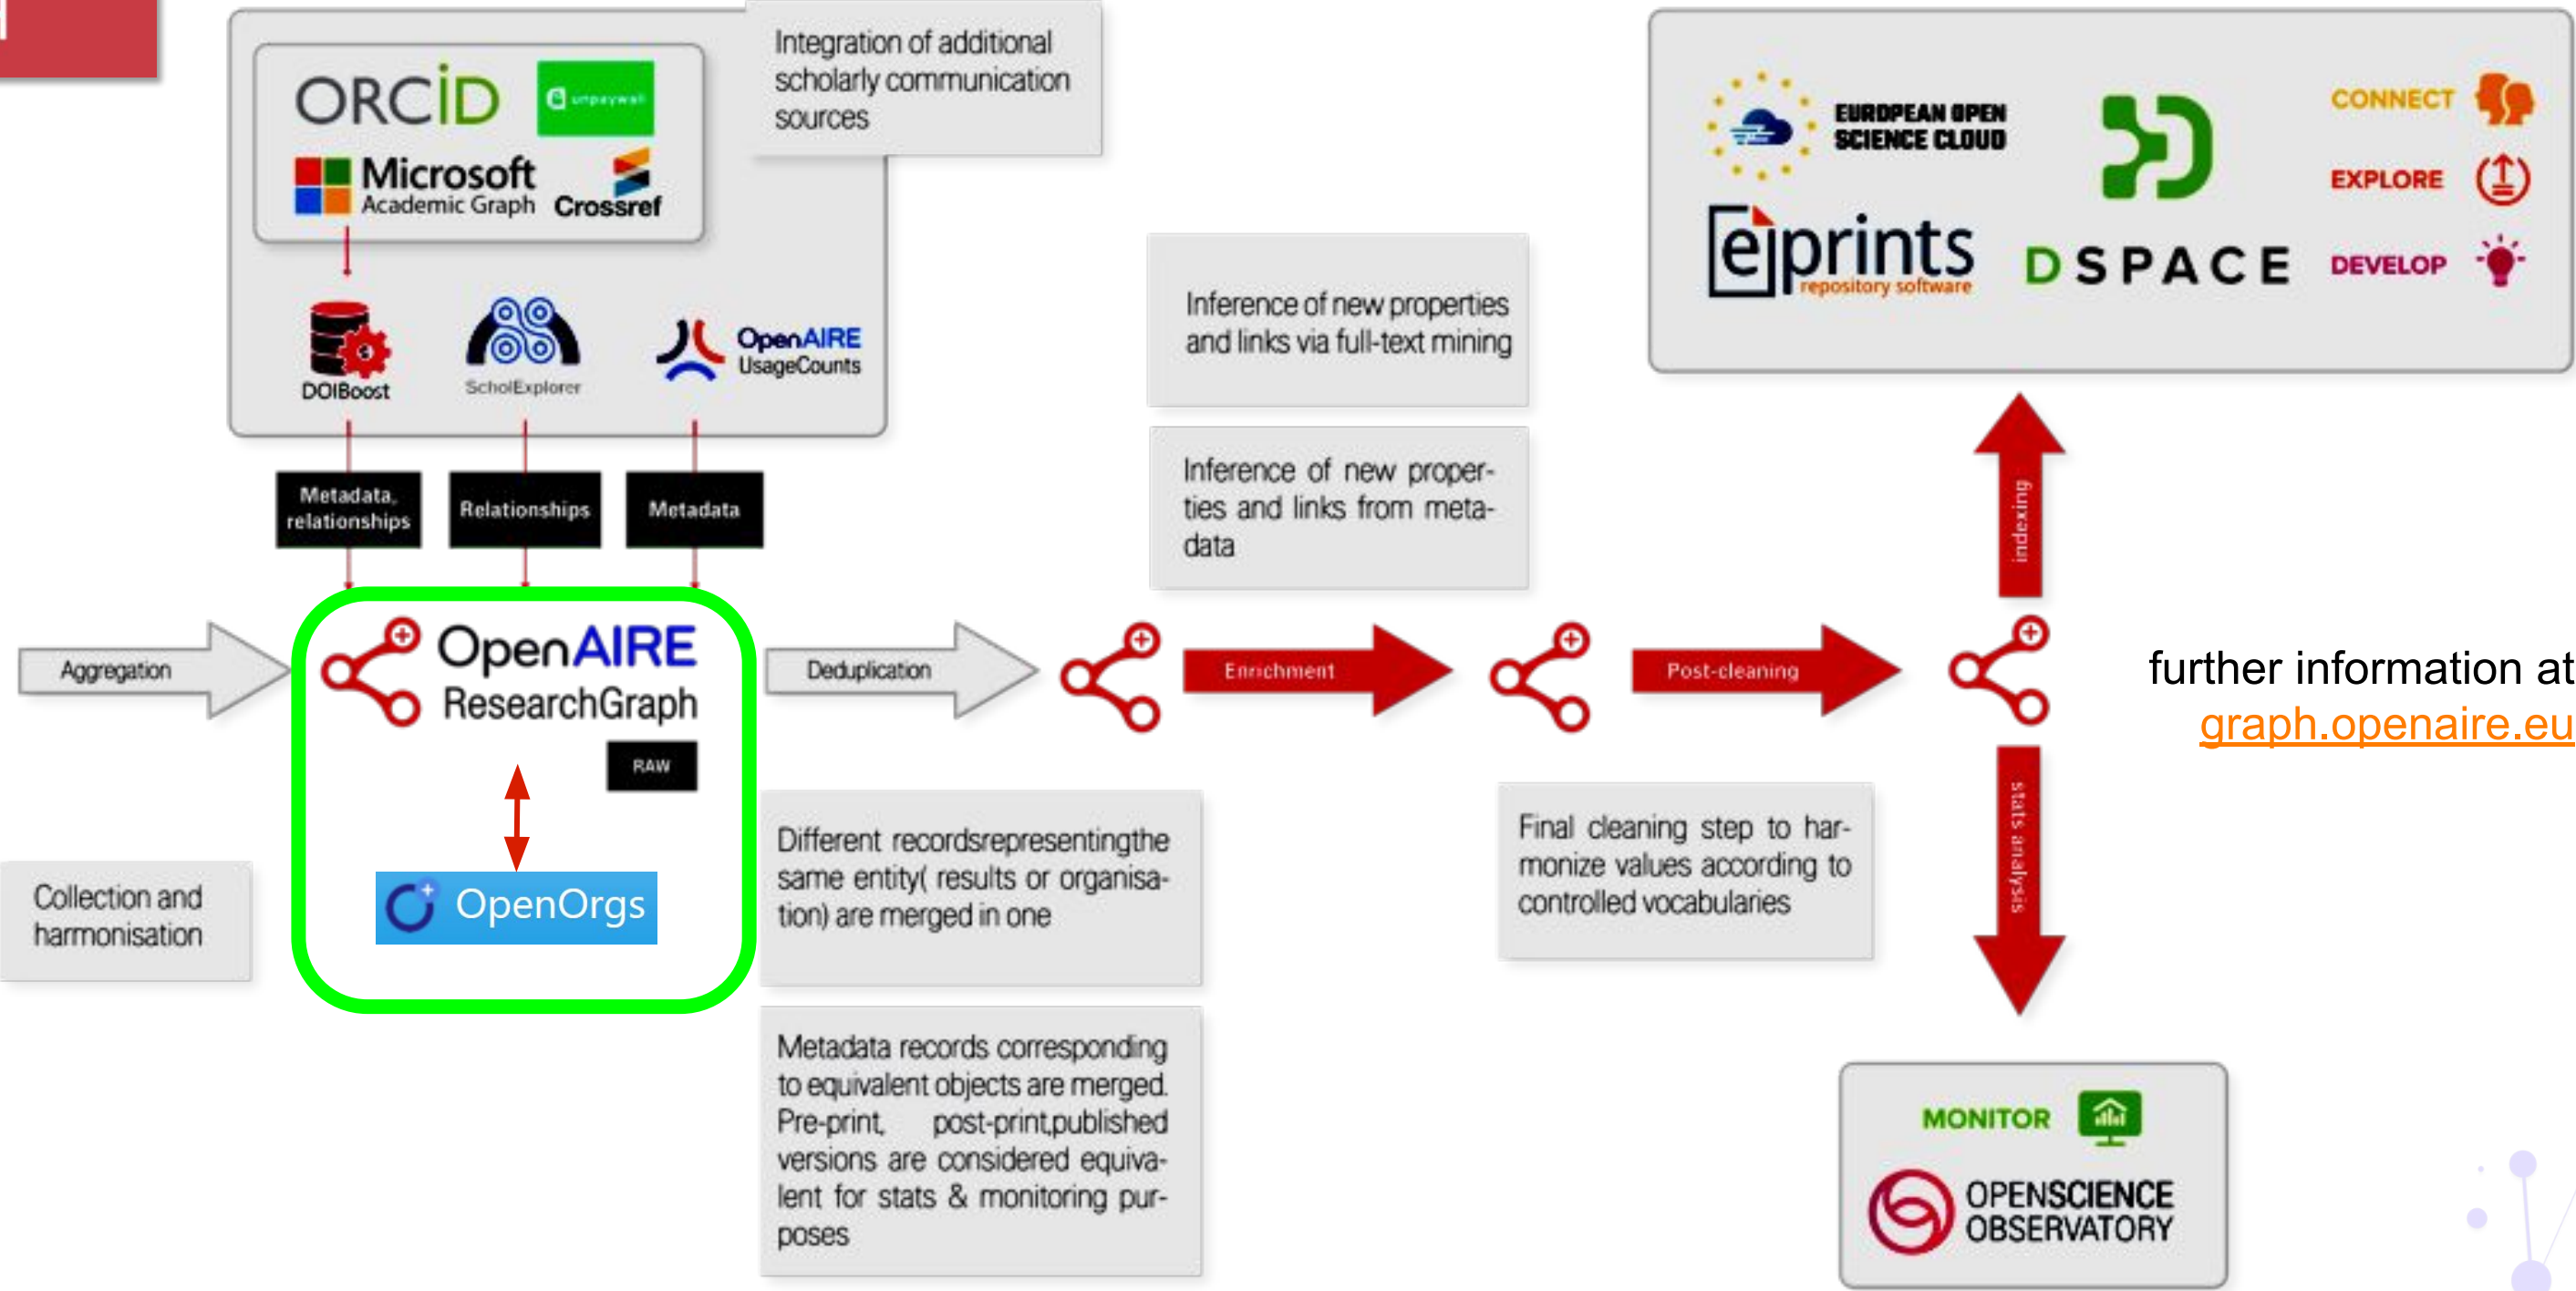 Integration of additional
scholarly communication
sources
ORCiD
unpaywall
Microsoft
Academic Graph
Crossref
DOIBoost
ScholExplorer
OpenAIRE
UsageCounts
Metadata,
relationships
Relationships
Metadata
Aggregation
OpenAIRE
ResearchGraph
RAW
OpenOrgs
Collection and
harmonisation
Deduplication
Different recordsrepresentingthe
same entity( results or organisa-
tion) are merged in one
Metadata records corresponding
to equivalent objects are merged.
Pre-print, post-print,published
versions are considered equiva-
lent for stats & monitoring pur-
poses
Inference of new properties
and links via full-text mining
Inference of new proper-
ties and links from meta-
data
Enrichment
Post-cleaning
Final cleaning step to har-
monize values according to
controlled vocabularies
EUROPEAN OPEN
SCIENCE CLOUD
eprints
repository software
DSPACE
CONNECT
EXPLORE
DEVELOP
indexing
stats analysis
further information at
graph.openaire.eu
MONITOR
OPENSCIENCE
OBSERVATORY